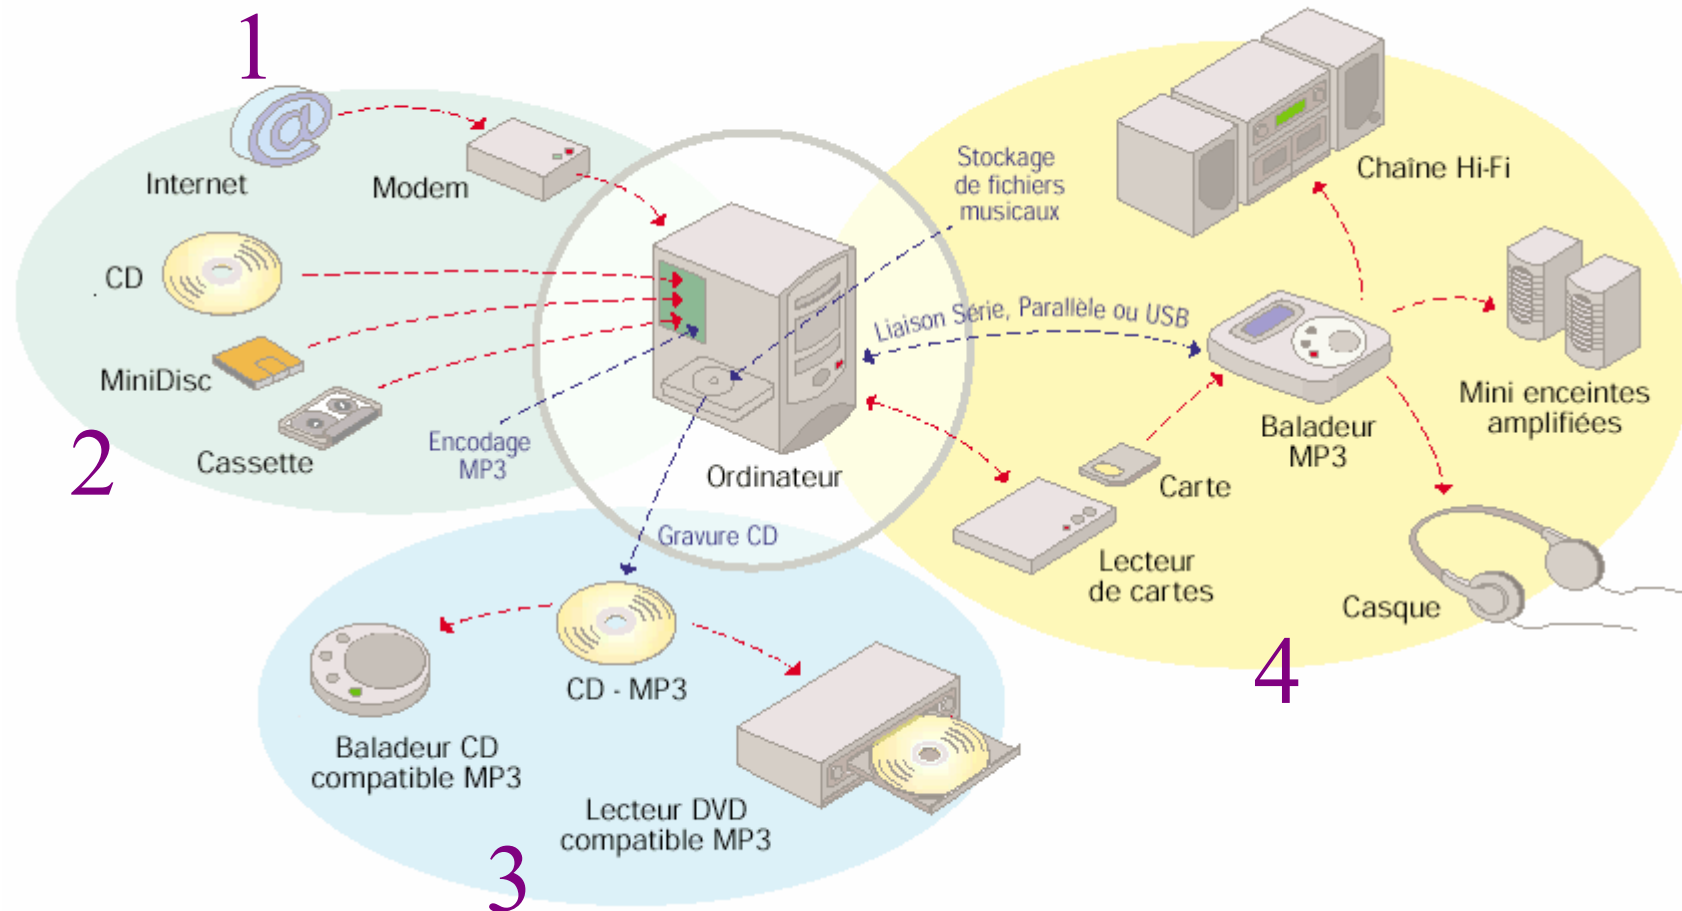 1
Internet
Modem
CD
MiniDisc
Cassette
2
Encodage
MP3
Ordinateur
Stockage
de fichiers
musicaux
Liaison Série, Parallèle ou USB
Gravure CD
CD - MP3
Baladeur CD
compatible MP3
Lecteur DVD
compatible MP3
3
Chaîne Hi-Fi
Mini enceintes
amplifiées
Baladeur
MP3
Carte
Lecteur
de cartes
Casque
4